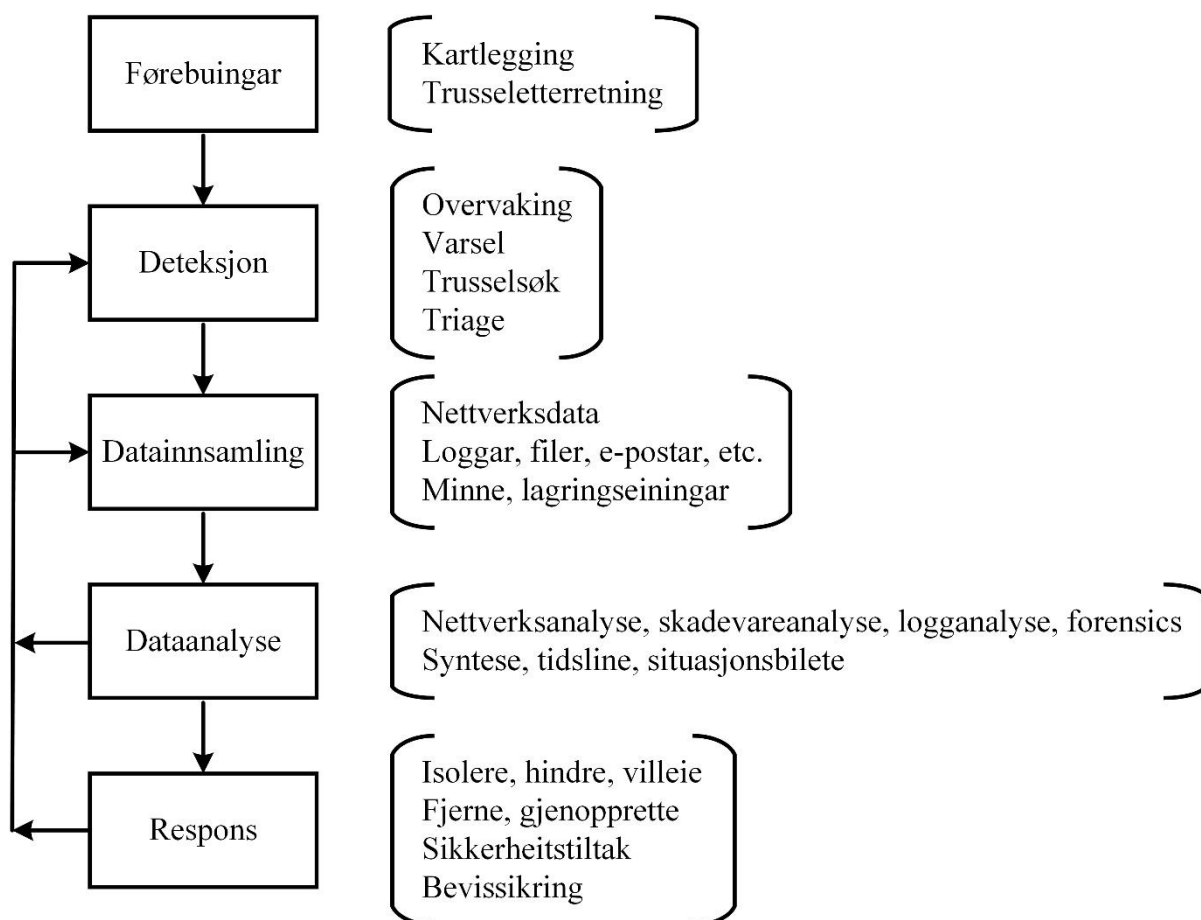 Førebuingar
Kartlegging
Trusseletterretning
Deteksjon
Overvaking
Varsel
Trusselsøk
Triage
Datainnsamling
Nettverksdata
Loggar, filer, e-postar, etc.
Minne, lagringseiningar
Dataanalyse
Nettverksanalyse, skadevareanalyse, logganalyse, forensics
Syntese, tidsline, situasjonsbilete
Respons
Isolere, hindre, villeie
Fjerne, gjenopprette
Sikkerheitstiltak
Bevissikring